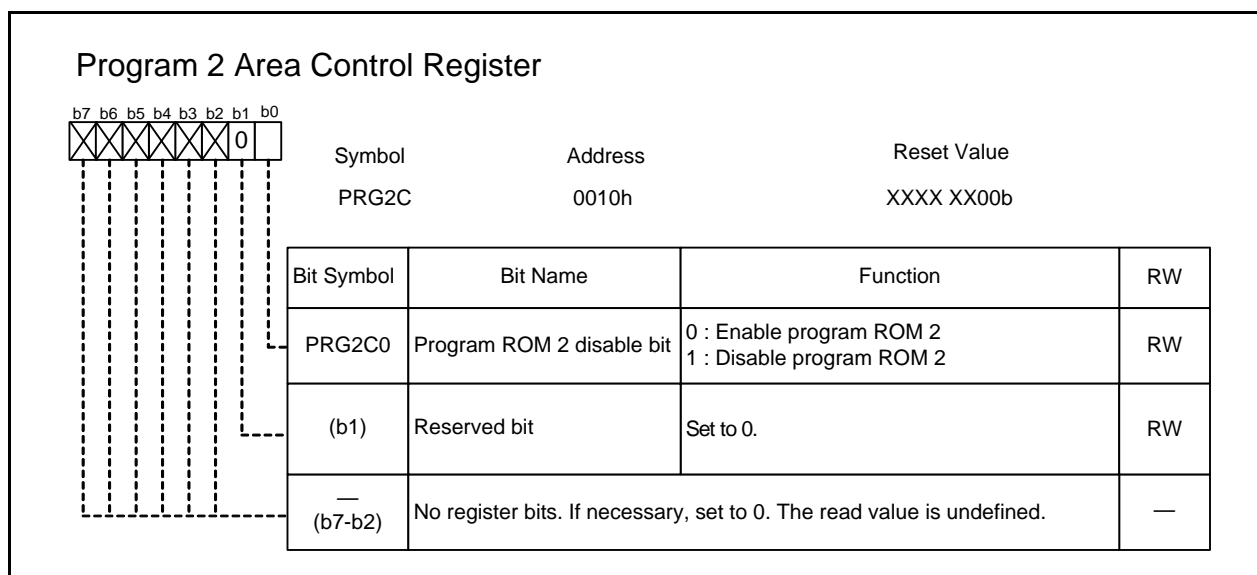 Program 2 Area Control Register
b7 b6 b5 b4 b3 b2 b1 b0
0
Symbol Address Reset Value
PRG2C 0010h XXXX XX00b
Bit Symbol Bit Name Function RW
PRG2C0 Program ROM 2 disable bit 0 : Enable program ROM 2 RW
1 : Disable program ROM 2
(b1) Reserved bit Set to 0. RW
—
(b7-b2) No register bits. If necessary, set to 0. The read value is undefined. —